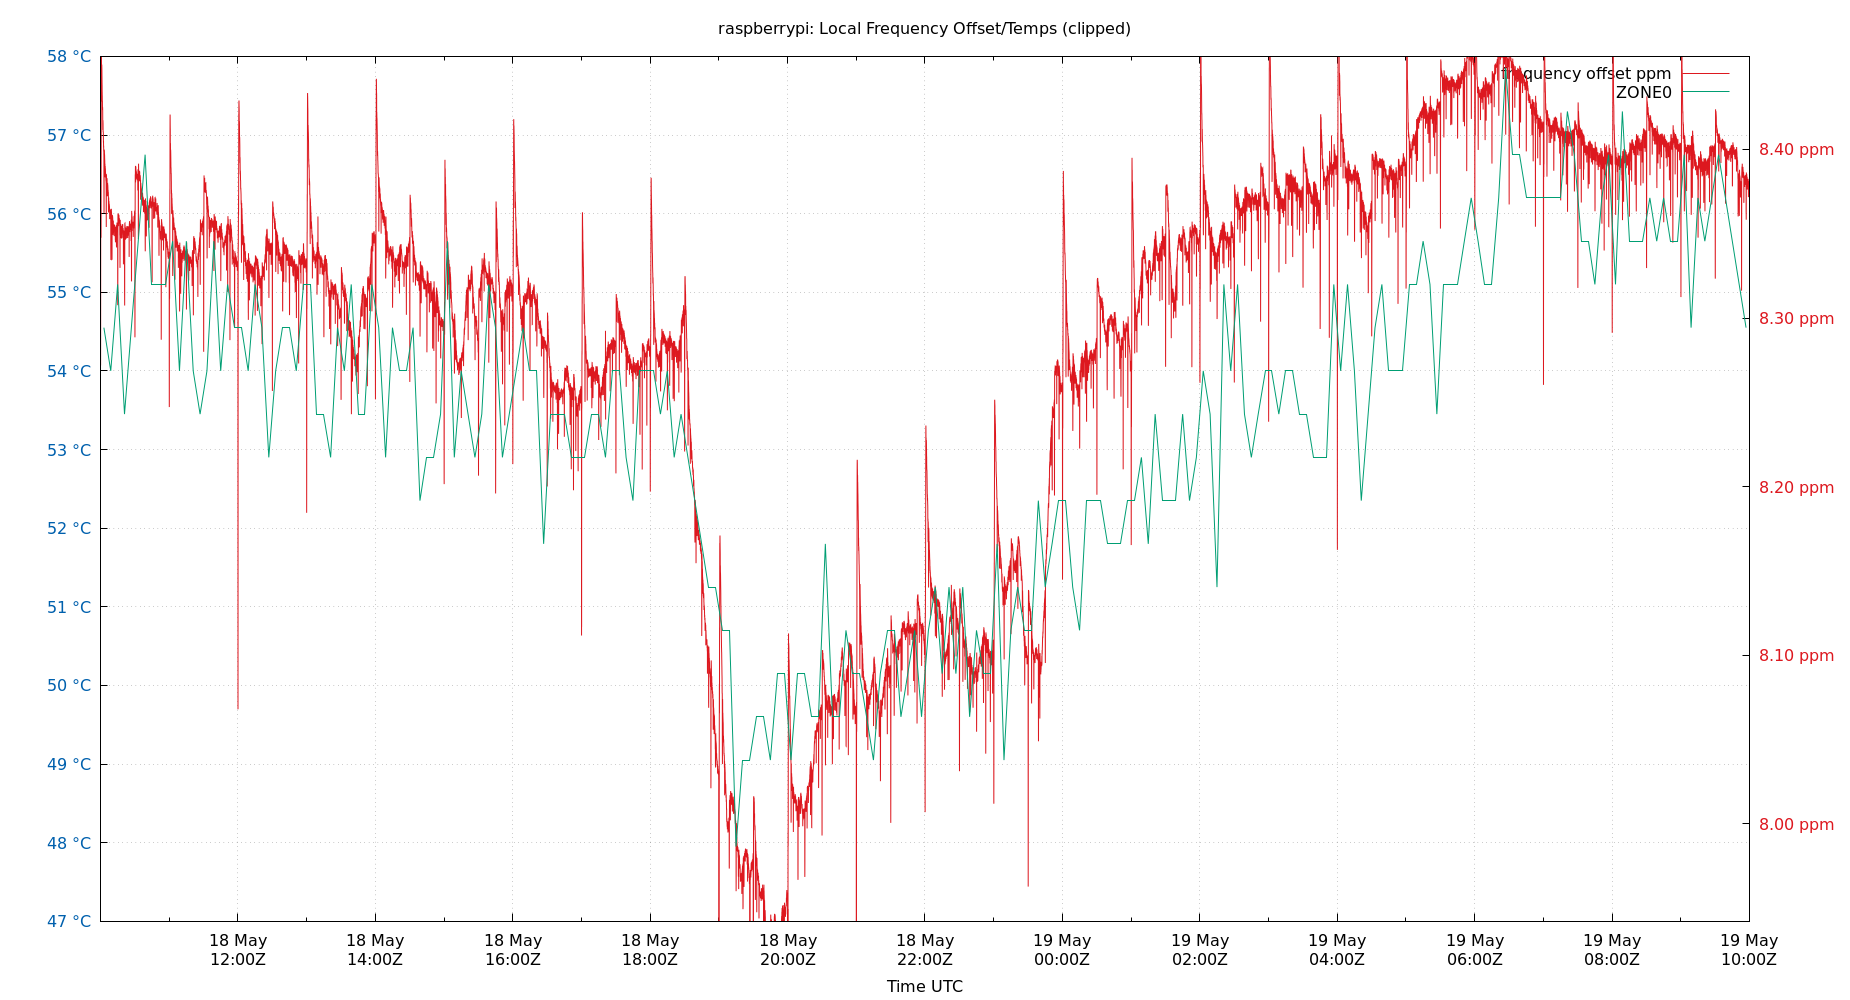 raspberrypi: Local Frequency Offset/Temps (clipped)
58 °C
57 °C
56 °C
55 °C
54 °C
53 °C
52 °C
51 °C
50 °C
49 °C
48 °C
47 °C
frequency offset ppm
ZONE0
8.40 ppm
8.30 ppm
8.20 ppm
8.10 ppm
8.00 ppm
18 May
12:00Z
18 May
14:00Z
18 May
16:00Z
18 May
18:00Z
18 May
20:00Z
18 May
22:00Z
19 May
00:00Z
19 May
02:00Z
19 May
04:00Z
19 May
06:00Z
19 May
08:00Z
19 May
10:00Z
Time UTC